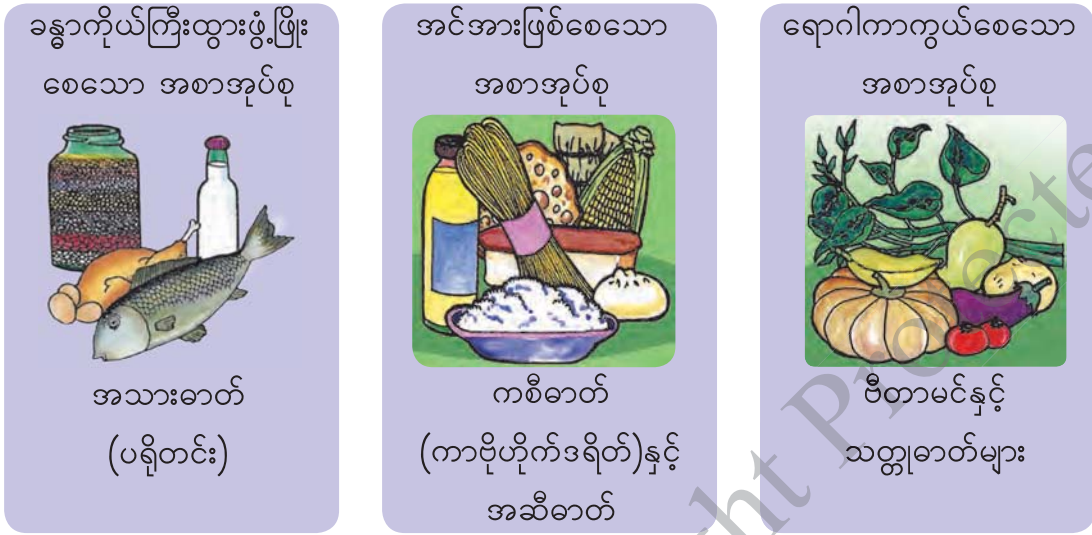 ခန္ဓာကိုယ်ကြီးထွားဖွံ့ဖြိုး
စေသော အစာအုပ်စု
အသားဓာတ်
(ပရိုတင်း)
အင်အားဖြစ်စေသော
အစာအုပ်စု
ကစီဓာတ်
(ကာဗိုဟိုက်ဒရိတ်)နှင့်
အဆီဓာတ်
ရောဂါကာကွယ်စေသော
အစာအုပ်စု
ဗီတာမင်နှင့်
သတ္တုဓာတ်များ